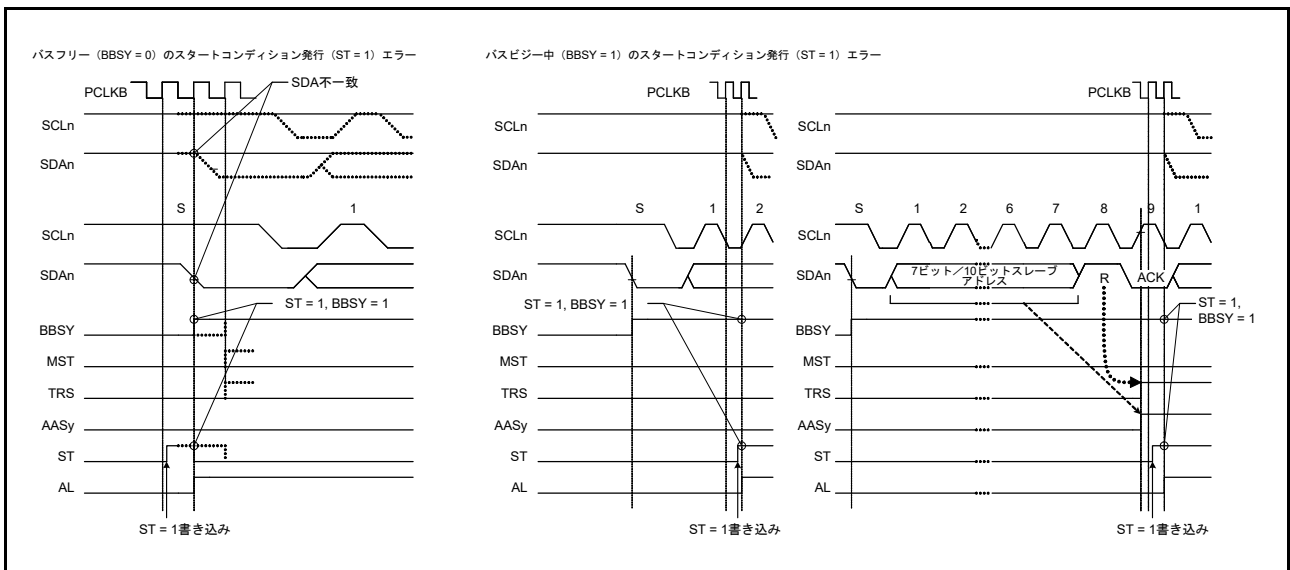 バスフリー（BBSY = 0）のスタートコンディション発行（ST = 1）エラー
PCLKB
SDA不一致
SCLn
SDAn
S 1
SCLn
SDAn
ST = 1, BBSY = 1
BBSY
MST
TRS
AASy
ST
AL
ST = 1書き込み
バスビジー中（BBSY = 1）のスタートコンディション発行（ST = 1）エラー
PCLKB
SCLn
SDAn
S 1 2
SCLn
SDAn
ST = 1, BBSY = 1
BBSY
MST
TRS
AASy
ST
AL
ST = 1書き込み
PCLKB
SCLn
SDAn
S 1 2 6 7 8 9 1
SCLn
SDAn
7ビット／10ビットスレーブ
アドレス
R ACK
ST = 1,
BBSY = 1
BBSY
MST
TRS
AASy
ST
AL
ST = 1書き込み